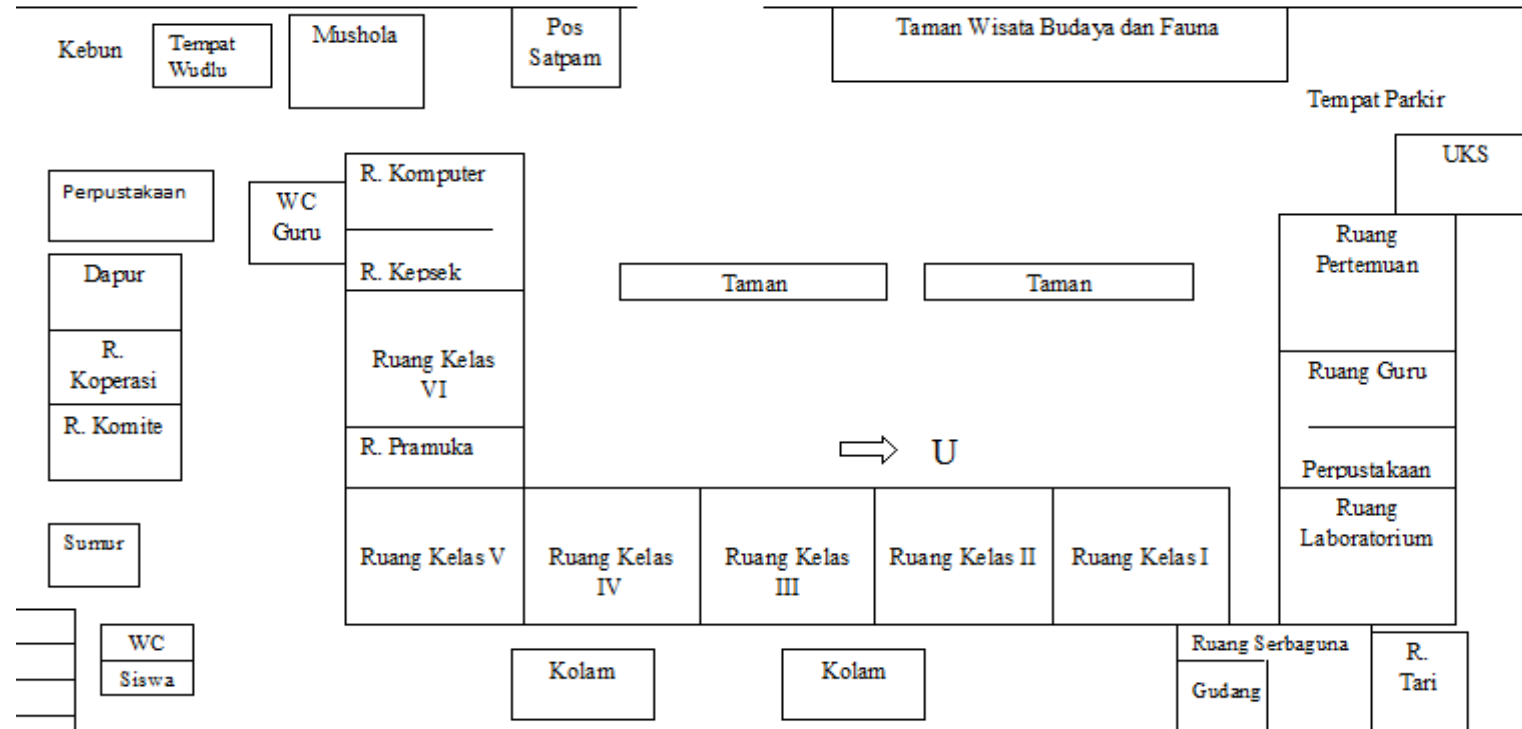 Kebun
Tempat
Wudlu
Mushola
Pos
Satpam
Taman Wisata Budaya dan Fauna
Tempat Parkir
UKS
Perpustakaan
WC
Guru
R. Komputer
R. Kepsek
Ruang
Pertemuan
Dapur
Taman
Taman
R.
Koperasi
Ruang Kelas
VI
Ruang Guru
R. Komite
R. Pramuka
U
Perpustakaan
Sumur
Ruang Kelas V
Ruang Kelas
IV
Ruang Kelas
III
Ruang Kelas II
Ruang Kelas I
Ruang
Laboratorium
WC
Siswa
Kolam
Kolam
Ruang Serbaguna
Gudang
R.
Tari